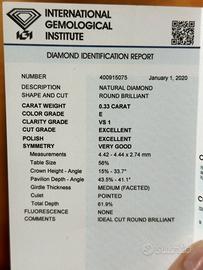 INTERNATIONAL
GEMOLOGICAL
INSTITUTE
DIAMOND IDENTIFICATION REPORT
NUMBER 400915075 January 1, 2020
DESCRIPTION NATURAL DIAMOND
SHAPE AND CUT ROUND BRILLIANT
CARAT WEIGHT 0.33 CARAT
COLOR GRADE E
CLARITY GRADE VS 1
CUT GRADE EXCELLENT
POLISH EXCELLENT
SYMMETRY VERY GOOD
Measurements 4.42 - 4.44 x 2.74 mm
Table Size 56%
Crown Height - Angle 15% - 33.7°
Pavilion Depth - Angle 43.5% - 41.1°
Girdle Thickness MEDIUM (FACETED)
Culet POINTED
Total Depth 61.9%
FLUORESCENCE NONE
COMMENTS IDEAL CUT ROUND BRILLIANT
subito